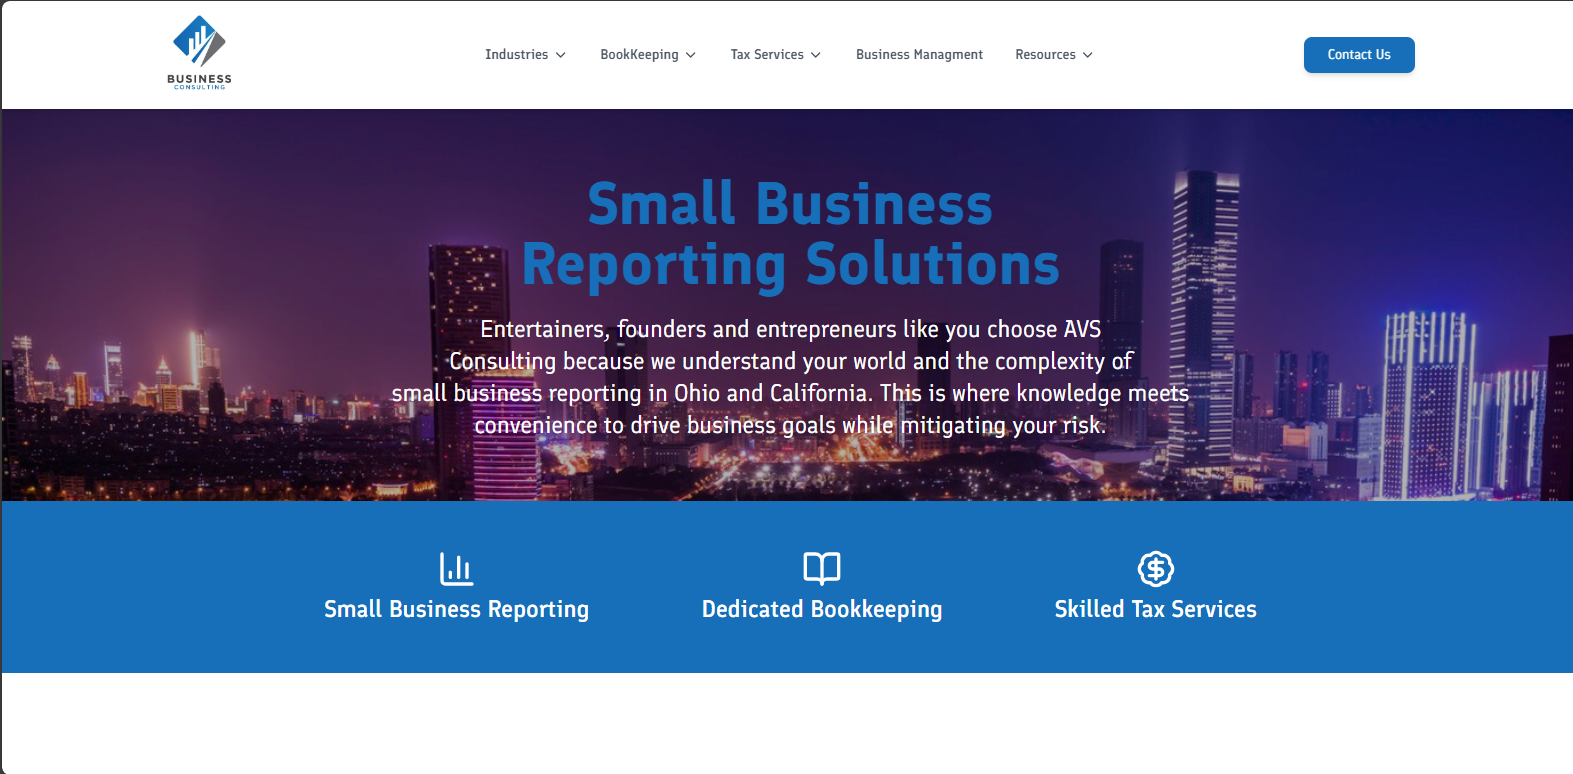 BUSINESS
CONSULTING
Industries
BookKeeping
Tax Services
Business Managment
Resources
Contact Us
Small Business
Reporting Solutions
Entertainers, founders and entrepreneurs like you choose AVS
Consulting because we understand your world and the complexity of
small business reporting in Ohio and California. This is where knowledge meets
convenience to drive business goals while mitigating your risk.
Small Business Reporting
Dedicated Bookkeeping
Skilled Tax Services